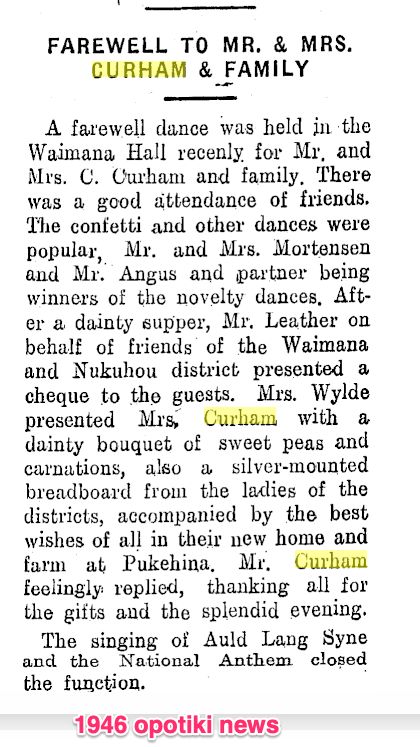 FAREWELL TO MR. & MRS.
CURHAM & FAMILY
A farewell dance was held in the
Waimana Hall recenly for Mr. and
Mrs. C. Curham and family. There
was a good attendance of friends.
The confetti and other dances were
popular, Mr. and Mrs. Mortensen
and Mr. Angus and partner being
winners of the novelty dances. Aft-
er a dainty supper, Mr. Leather on
behalf of friends of the Waimana
and Nukuhou district presented a
cheque to the guests. Mrs. Wylde
presented Mrs. Curham with a
dainty bouquet of sweet peas and
carnations, also a silver-mounted
breadboard from the ladies of the
districts, accompanied by the best
wishes of all in their new home and
farm at Pukehina. Mr. Curham
feelingly replied, thanking all for
the gifts and the splendid evening.
The singing of Auld Lang Syne
and the National Anthem closed
the function.
1946 opotiki news